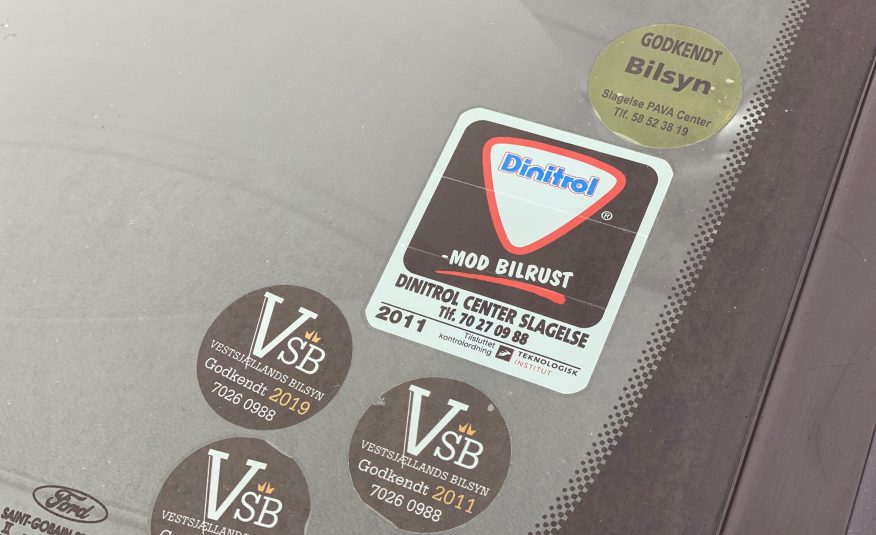 GODKENDT
Bilsyn
Slagelse PAVA Center
Tlf. 58 52 38 19
Dinitrol
®
-MOD BILRUST
DINITROL CENTER SLAGELSE
Tlf. 70 27 09 88
2011
Tilsluttet
kontrolordning
TEKNOLOGISK
INSTITUT
VSB
VESTSJÆLLANDS BILSYN
Godkendt 2019
7026 0988
VSB
VESTSJÆLLANDS BILSYN
Godkendt 2011
7026 0988
VSB
VESTSJÆLLANDS BILSYN
Ford
SAINT-GOBAIN
II